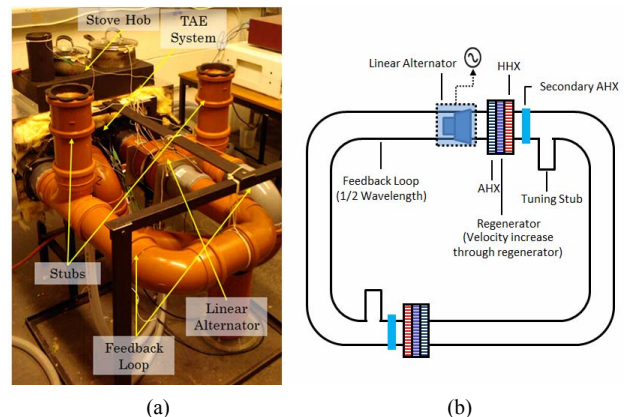 Stove Hob
TAE
System
Stubs
Linear
Alternator
Feedback
Loop
(a)
Linear Alternator
HHX
Secondary AHX
Feedback Loop
(1/2 Wavelength)
AHX
Tuning Stub
Regenerator
(Velocity increase
through regenerator)
(b)